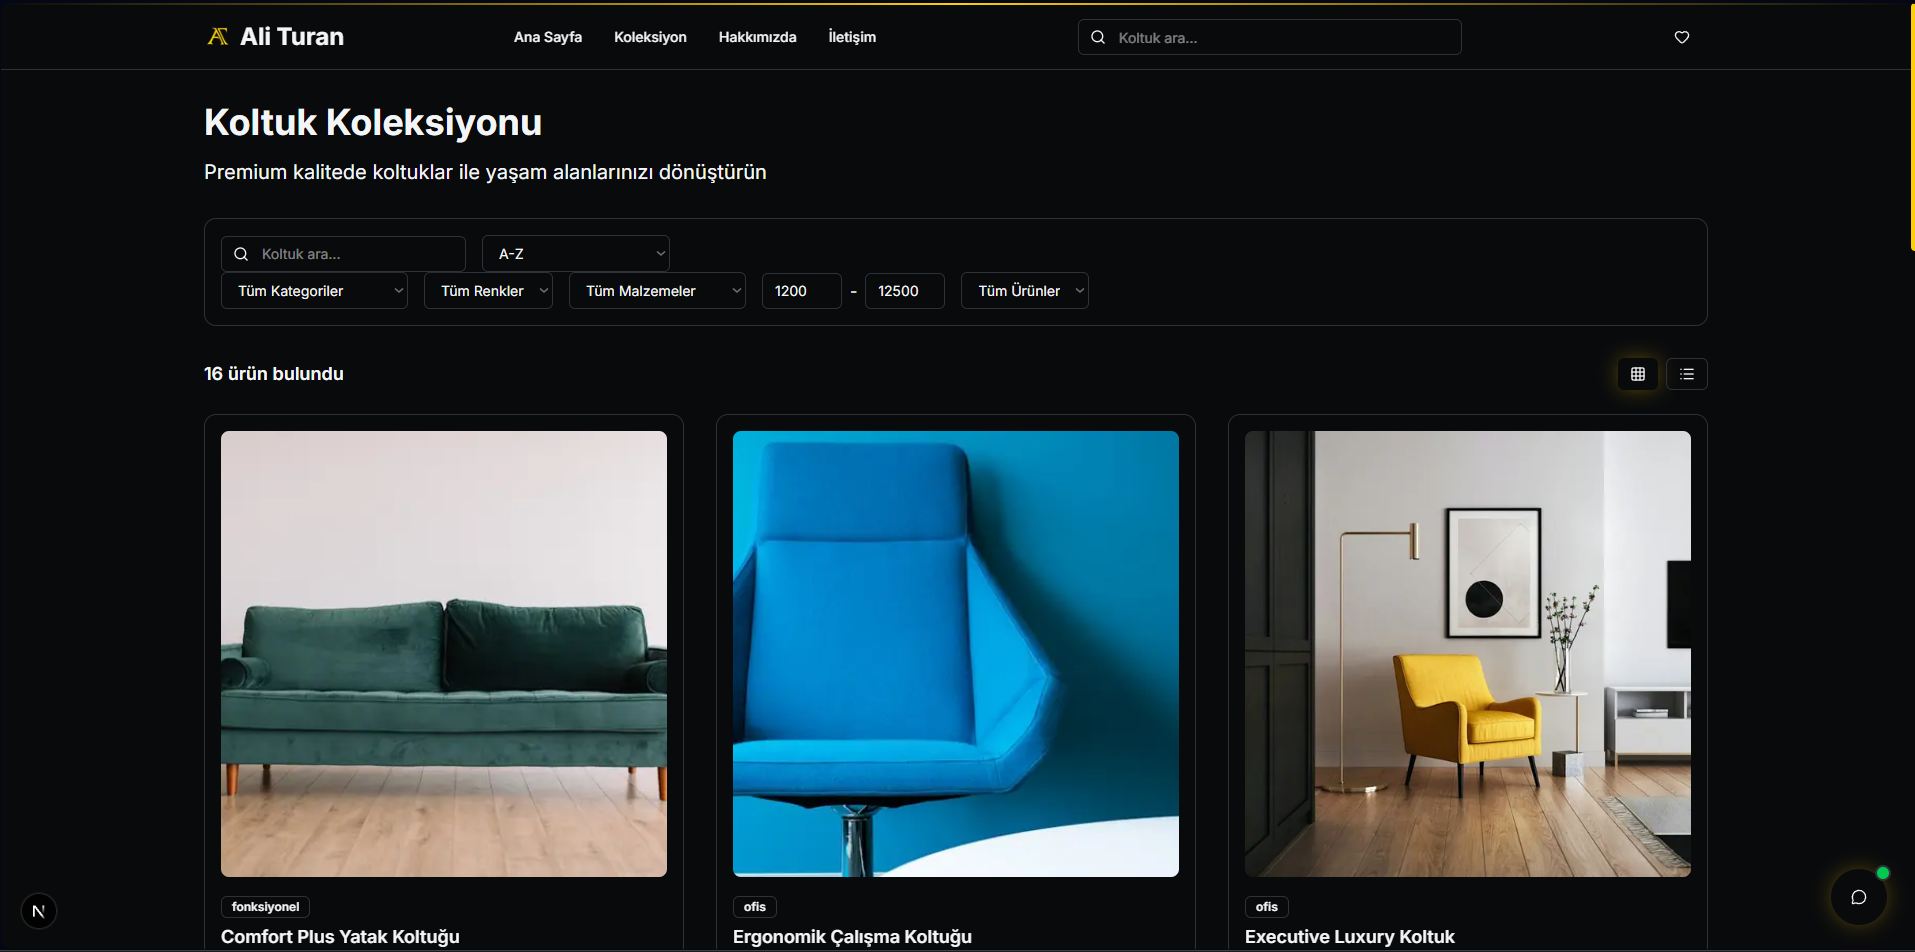 Ali Turan
Ana Sayfa Koleksiyon Hakkımızda İletişim
Koltuk ara...
Koltuk Koleksiyonu
Premium kalitede koltuklar ile yaşam alanlarınızı dönüştürün
Koltuk ara... A-Z
Tüm Kategoriler Tüm Renkler Tüm Malzemeler 1200 - 12500 Tüm Ürünler
16 ürün bulundu
fonksiyonel
Comfort Plus Yatak Koltuğu
ofis
Ergonomik Çalışma Koltuğu
ofis
Executive Luxury Koltuk
N